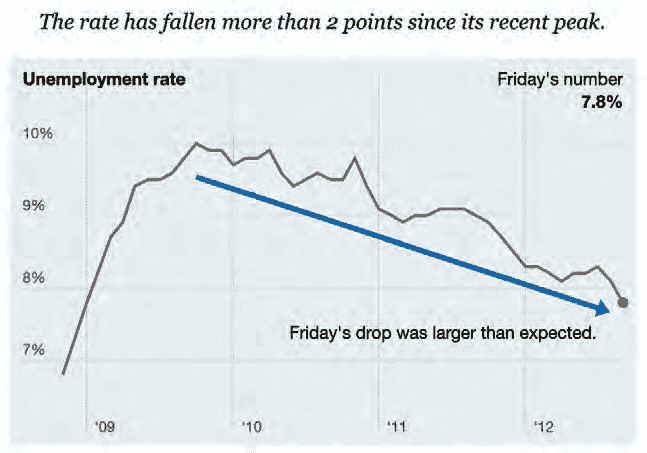 The rate has fallen more than 2 points since its recent peak.
Unemployment rate
Friday's number
7.8%
10%
9%
8%
Friday's drop was larger than expected.
7%
'09
'10
'11
'12